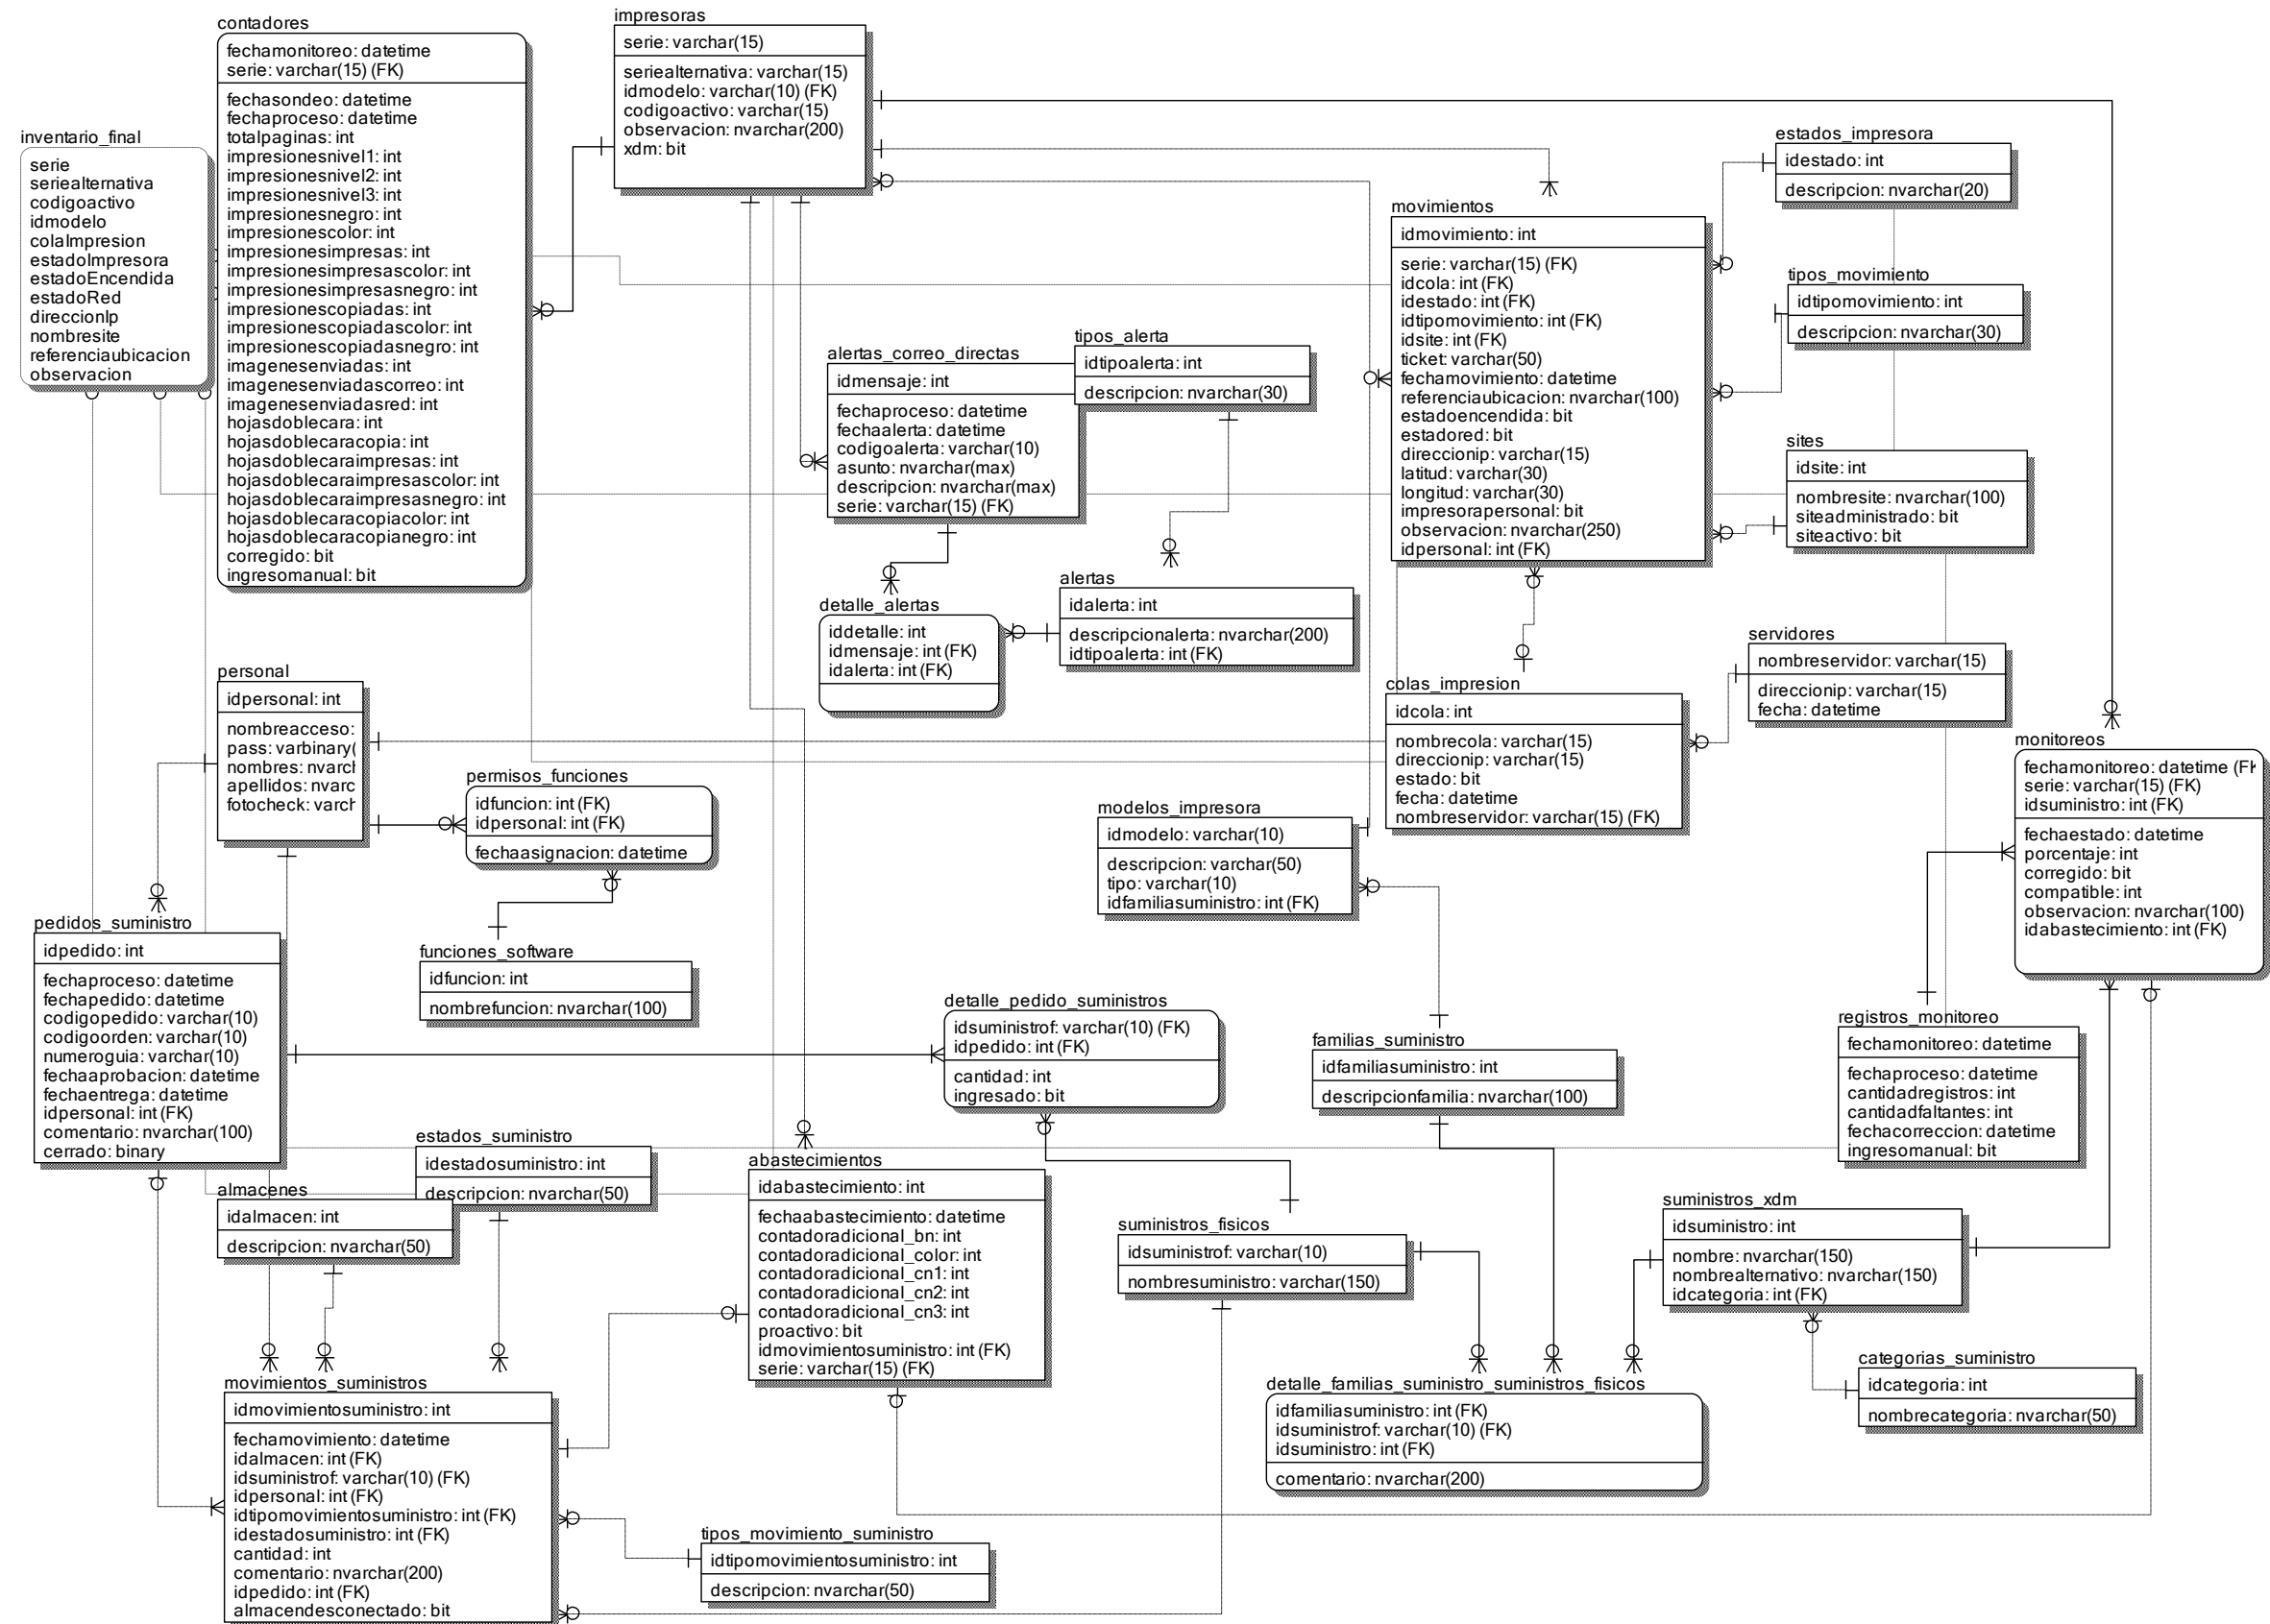 contadores
fechamonitoreo: datetime
serie: varchar(15) (FK)
fechasondeo: datetime
fechaproceso: datetime
totalpaginas: int
impresionesnivel1: int
impresionesnivel2: int
impresionesnivel3: int
impresionesnegro: int
impresionescolor: int
impresionesimpresas: int
impresionesimpresascolor: int
impresionesimpresasnegro: int
impresionescopiadas: int
impresionescopiadascolor: int
impresionescopiadasnegro: int
imagenesenviadas: int
imagenesenviadascorreo: int
imagenesenviadasred: int
hojasdoblecara: int
hojasdoblecaracopia: int
hojasdoblecaraimpresas: int
hojasdoblecaraimpresascolor: int
hojasdoblecaraimpresasnegro: int
hojasdoblecaracopiacolor: int
hojasdoblecaracopianegro: int
corregido: bit
ingresomanual: bit
impresoras
serie: varchar(15)
seriealternativa: varchar(15)
idmodelo: varchar(10) (FK)
codigoactivo: varchar(15)
observacion: nvarchar(200)
xdm: bit
inventario_final
serie
seriealternativa
codigoactivo
idmodelo
colaImpresion
estadoImpresora
estadoEncendida
estadoRed
direccionIp
nombresite
referenciaubicacion
observacion
estados_impresora
idestado: int
descripcion: nvarchar(20)
movimientos
idmovimiento: int
serie: varchar(15) (FK)
idcola: int (FK)
idestado: int (FK)
idtipomovimiento: int (FK)
idsite: int (FK)
ticket: varchar(50)
fechamovimiento: datetime
referenciaubicacion: nvarchar(100)
estadoencendida: bit
estadored: bit
direccionip: varchar(15)
latitud: varchar(30)
longitud: varchar(30)
impresorapersonal: bit
observacion: nvarchar(250)
idpersonal: int (FK)
tipos_movimiento
idtipomovimiento: int
descripcion: nvarchar(30)
tipos_alerta
idtipoalerta: int
descripcion: nvarchar(30)
alertas_correo_directas
idmensaje: int
fechaproceso: datetime
fechaalerta: datetime
codigoalerta: varchar(10)
asunto: nvarchar(max)
descripcion: nvarchar(max)
serie: varchar(15) (FK)
sites
idsite: int
nombresite: nvarchar(100)
siteadministrado: bit
siteactivo: bit
alertas
idalerta: int
descripcionalerta: nvarchar(200)
idtipoalerta: int (FK)
detalle_alertas
iddetalle: int
idmensaje: int (FK)
idalerta: int (FK)
servidores
nombreservidor: varchar(15)
direccionip: varchar(15)
fecha: datetime
personal
idpersonal: int
nombreacceso:
pass: varbinary(
nombres: nvarch
apellidos: nvarc
fotocheck: varch
colas_impresion
idcola: int
nombrecola: varchar(15)
direccionip: varchar(15)
estado: bit
fecha: datetime
nombreservidor: varchar(15) (FK)
monitoreos
fechamonitoreo: datetime (FK
serie: varchar(15) (FK)
idsuministro: int (FK)
fechaestado: datetime
porcentaje: int
corregido: bit
compatible: int
observacion: nvarchar(100)
idabastecimiento: int (FK)
permisos_funciones
idfuncion: int (FK)
idpersonal: int (FK)
fechaasignacion: datetime
modelos_impresora
idmodelo: varchar(10)
descripcion: varchar(50)
tipo: varchar(10)
idfamiliasuministro: int (FK)
pedidos_suministro
idpedido: int
fechaproceso: datetime
fechapedido: datetime
codigopedido: varchar(10)
codigoorden: varchar(10)
numeroguia: varchar(10)
fechaaprobacion: datetime
fechaentrega: datetime
idpersonal: int (FK)
comentario: nvarchar(100)
cerrado: binary
funciones_software
idfuncion: int
nombrefuncion: nvarchar(100)
detalle_pedido_suministros
idsuministrof: varchar(10) (FK)
idpedido: int (FK)
cantidad: int
ingresado: bit
registros_monitoreo
fechamonitoreo: datetime
fechaproceso: datetime
cantidadregistros: int
cantidadfaltantes: int
fechacorreccion: datetime
ingresomanual: bit
familias_suministro
idfamiliasuministro: int
descripcionfamilia: nvarchar(100)
estados_suministro
idestadosuministro: int
descripcion: nvarchar(50)
almacenes
idalmacen: int
descripcion: nvarchar(50)
abastecimientos
idabastecimiento: int
fechaabastecimiento: datetime
contadoradicional_bn: int
contadoradicional_color: int
contadoradicional_cn1: int
contadoradicional_cn2: int
contadoradicional_cn3: int
proactivo: bit
idmovimientosuministro: int (FK)
serie: varchar(15) (FK)
suministros_fisicos
idsuministrof: varchar(10)
nombresuministro: varchar(150)
suministros_xdm
idsuministro: int
nombre: nvarchar(150)
nombrealternativo: nvarchar(150)
idcategoria: int (FK)
categorias_suministro
idcategoria: int
nombrecategoria: nvarchar(50)
movimientos_suministros
idmovimientosuministro: int
fechamovimiento: datetime
idalmacen: int (FK)
idsuministrof: varchar(10) (FK)
idpersonal: int (FK)
idtipomovimientosuministro: int (FK)
idestadosuministro: int (FK)
cantidad: int
comentario: nvarchar(200)
idpedido: int (FK)
almacendesconectado: bit
detalle_familias_suministro_suministros_fisicos
idfamiliasuministro: int (FK)
idsuministrof: varchar(10) (FK)
idsuministro: int (FK)
comentario: nvarchar(200)
tipos_movimiento_suministro
idtipomovimientosuministro: int
descripcion: nvarchar(50)